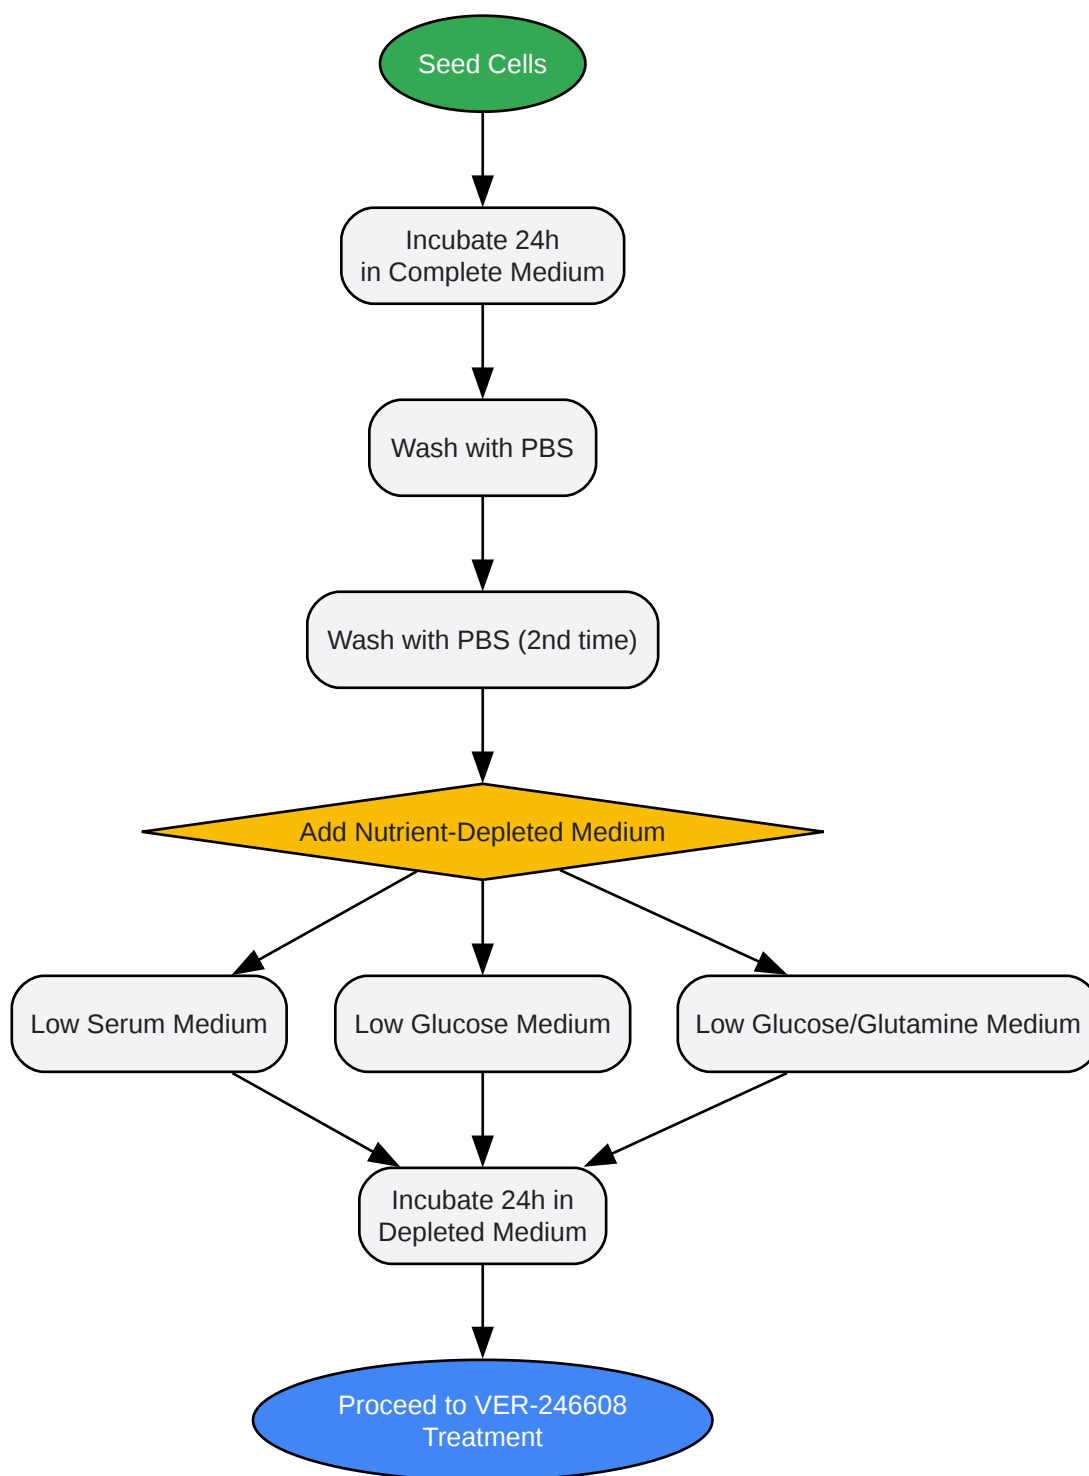 Seed Cells
Incubate 24h
in Complete Medium
Wash with PBS
Wash with PBS (2nd time)
Add Nutrient-Depleted Medium
Low Serum Medium
Low Glucose Medium
Low Glucose/Glutamine Medium
Incubate 24h in
Depleted Medium
Proceed to VER-246608
Treatment